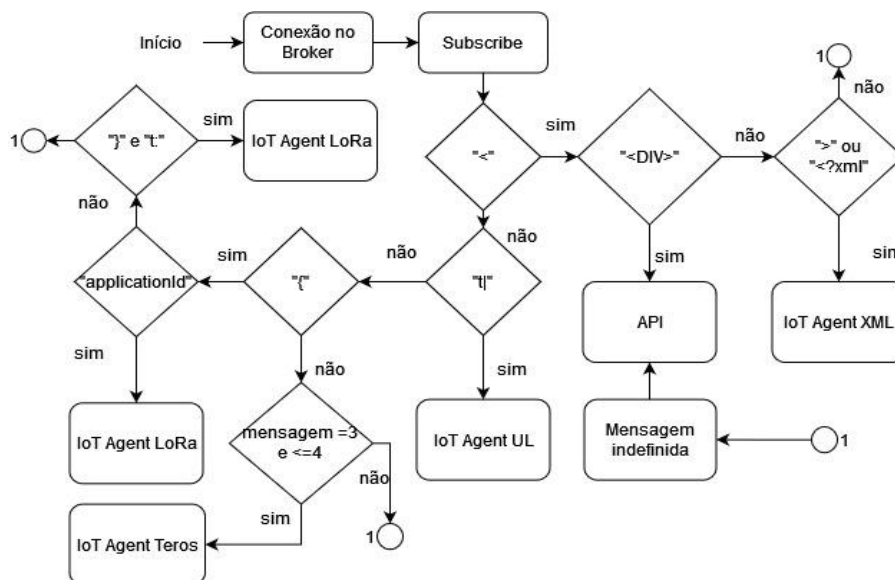 Início
Conexão no
Broker
Subscribe
1
não
"}" e "t:"
sim
IoT Agent LoRa
1
"<"
sim
"<DIV>"
não
">" ou
"<?xml"
não
não
sim
sim
"applicationId"
sim
"{"
não
"t|"
API
IoT Agent XML
sim
não
sim
IoT Agent LoRa
mensagem =3
e <=4
não
IoT Agent UL
Mensagem
indefinida
1
sim
IoT Agent Teros
1